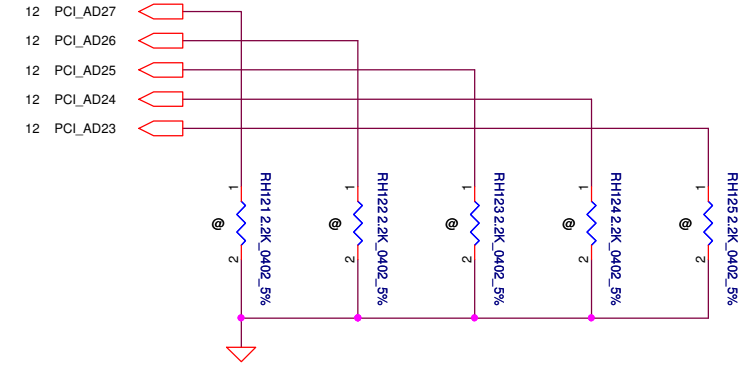 12 PCI_AD27
12 PCI_AD26
12 PCI_AD25
12 PCI_AD24
12 PCI_AD23
1
@
2
RH121 2.2K_0402_5%
1
@
2
RH122 2.2K_0402_5%
1
@
2
RH123 2.2K_0402_5%
1
@
2
RH124 2.2K_0402_5%
1
@
2
RH125 2.2K_0402_5%